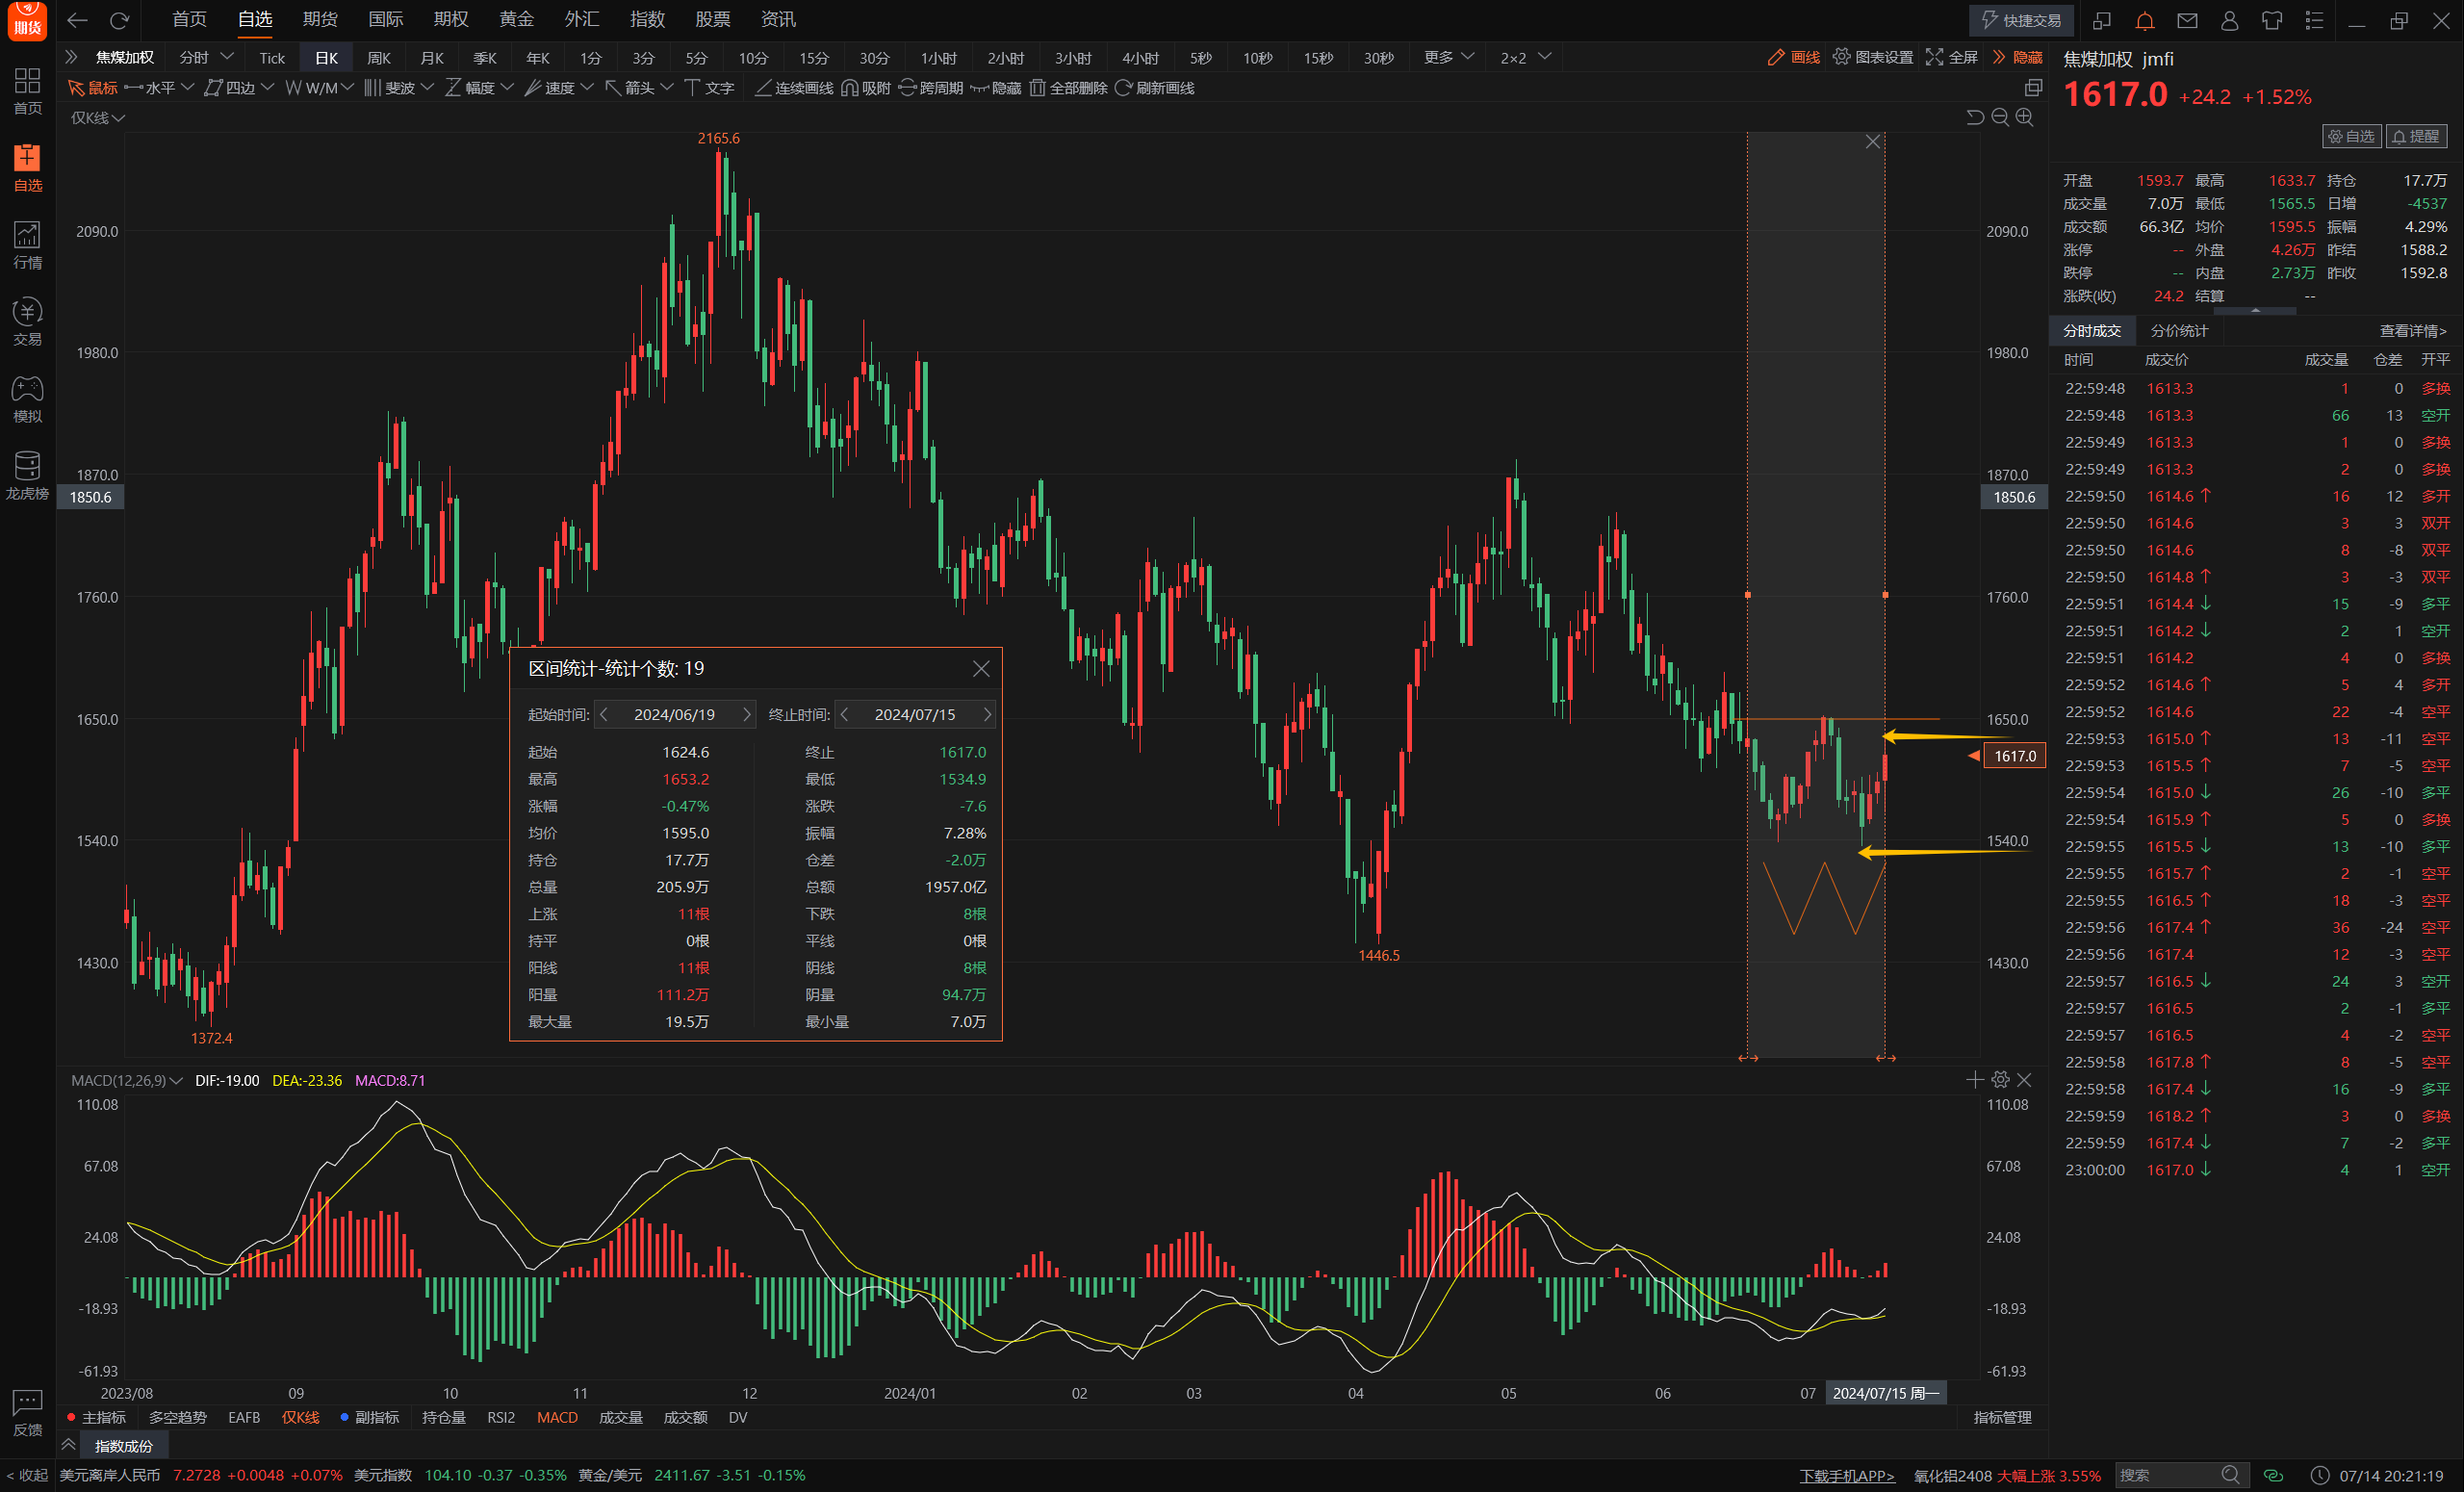 期货
首页 自选 期货 国际 期权 黄金 外汇 指数 股票 资讯 快捷交易
焦煤加权 分时 Tick 日K 周K 月K 季K 年K 1分 3分 5分 10分 15分 30分 1小时 2小时 3小时 4小时 5秒 10秒 15秒 30秒 更多 2×2 画线 图表设置 全屏 隐藏
鼠标 水平 四边 W/M 斐波 幅度 速度 箭头 文字 连续画线 吸附 跨周期 隐藏 全部删除 刷新画线
仅K线
首页
自选
行情
交易
模拟
龙虎榜
反馈
2165.6
2090.0 2090.0
1980.0 1980.0
1870.0 1870.0
1850.6 1850.6
1760.0 1760.0
1650.0 1650.0
1617.0
1540.0 1540.0
1446.5
1430.0 1430.0
1372.4
区间统计-统计个数: 19
起始时间: 2024/06/19 终止时间: 2024/07/15
起始 1624.6 终止 1617.0
最高 1653.2 最低 1534.9
涨幅 -0.47% 涨跌 -7.6
均价 1595.0 振幅 7.28%
持仓 17.7万 仓差 -2.0万
总量 205.9万 总额 1957.0亿
上涨 11根 下跌 8根
持平 0根 平线 0根
阳线 11根 阴线 8根
阳量 111.2万 阴量 94.7万
最大量 19.5万 最小量 7.0万
MACD(12,26,9) DIF:-19.00 DEA:-23.36 MACD:8.71
110.08 110.08
67.08 67.08
24.08 24.08
-18.93 -18.93
-61.93 -61.93
2023/08 09 10 11 12 2024/01 02 03 04 05 06 07 2024/07/15 周一
主指标 多空趋势 EAFB 仅K线 副指标 持仓量 RSI2 MACD 成交量 成交额 DV 指标管理
指数成份
< 收起 美元离岸人民币 7.2728 +0.0048 +0.07% 美元指数 104.10 -0.37 -0.35% 黄金/美元 2411.67 -3.51 -0.15% 下载手机APP> 氧化铝2408 大幅上涨 3.55% 搜索 07/14 20:21:19
焦煤加权 jmfi
1617.0 +24.2 +1.52%
自选 提醒
开盘 1593.7 最高 1633.7 持仓 17.7万
成交量 7.0万 最低 1565.5 日增 -4537
成交额 66.3亿 均价 1595.5 振幅 4.29%
涨停 -- 外盘 4.26万 昨结 1588.2
跌停 -- 内盘 2.73万 昨收 1592.8
涨跌(收) 24.2 结算 --
分时成交 分价统计 查看详情>
时间 成交价 成交量 仓差 开平
22:59:48 1613.3 1 0 多换
22:59:48 1613.3 66 13 空开
22:59:49 1613.3 1 0 多换
22:59:49 1613.3 2 0 多换
22:59:50 1614.6 ↑ 16 12 多开
22:59:50 1614.6 3 3 双开
22:59:50 1614.6 8 -8 双平
22:59:50 1614.8 ↑ 3 -3 双平
22:59:51 1614.4 ↓ 15 -9 多平
22:59:51 1614.2 ↓ 2 1 空开
22:59:51 1614.2 4 0 多换
22:59:52 1614.6 ↑ 5 4 多开
22:59:52 1614.6 22 -4 空平
22:59:53 1615.0 ↑ 13 -11 空平
22:59:53 1615.5 ↑ 7 -5 空平
22:59:54 1615.0 ↓ 26 -10 多平
22:59:54 1615.9 ↑ 5 0 多换
22:59:55 1615.5 ↓ 13 -10 多平
22:59:55 1615.7 ↑ 2 -1 空平
22:59:55 1616.5 ↑ 18 -3 空平
22:59:56 1617.4 ↑ 36 -24 空平
22:59:56 1617.4 12 -3 空平
22:59:57 1616.5 ↓ 24 3 空开
22:59:57 1616.5 2 -1 多平
22:59:57 1616.5 4 -2 空平
22:59:58 1617.8 ↑ 8 -5 空平
22:59:58 1617.4 ↓ 16 -9 多平
22:59:59 1618.2 ↑ 3 0 多换
22:59:59 1617.4 ↓ 7 -2 多平
23:00:00 1617.0 ↓ 4 1 空开